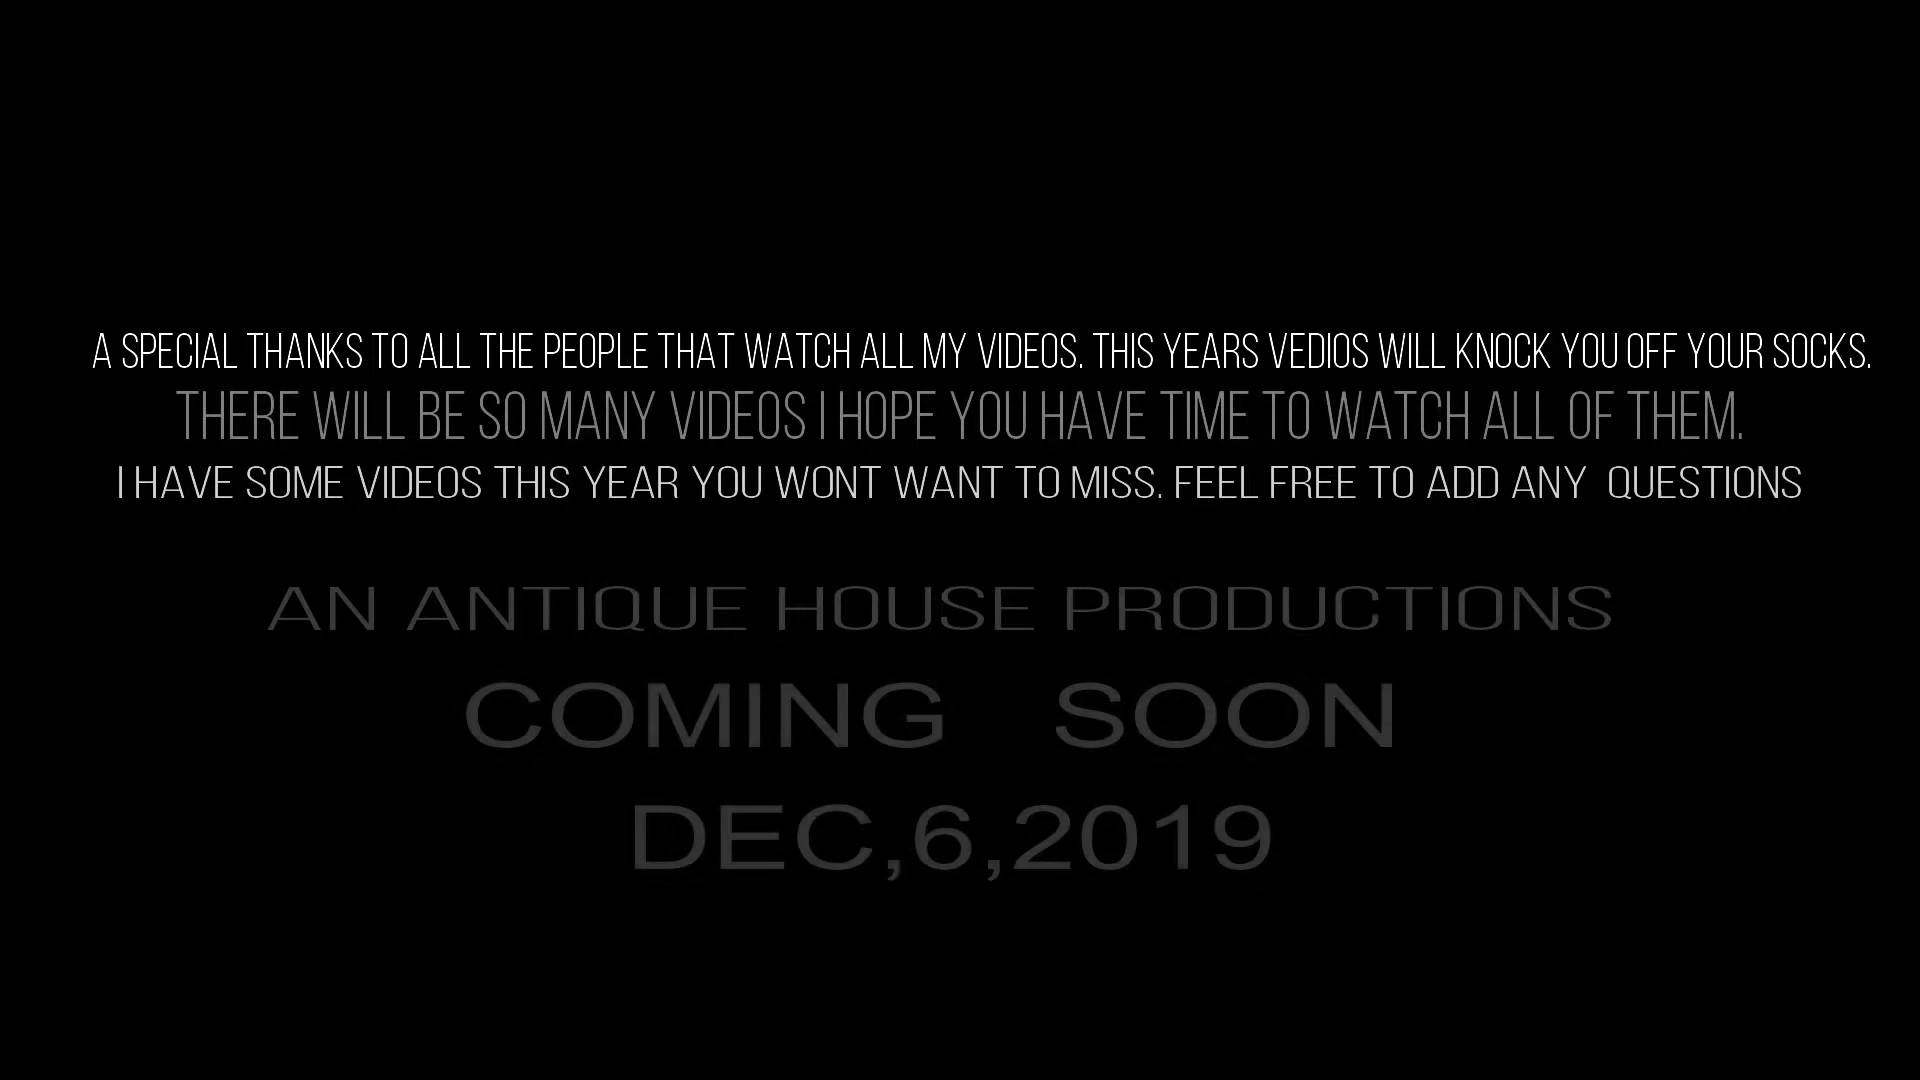 A SPECIAL THANKS TO ALL THE PEOPLE THAT WATCH ALL MY VIDEOS. THIS YEARS VEDIOS WILL KNOCK YOU OFF YOUR SOCKS.
THERE WILL BE SO MANY VIDEOS I HOPE YOU HAVE TIME TO WATCH ALL OF THEM.
I HAVE SOME VIDEOS THIS YEAR YOU WONT WANT TO MISS. FEEL FREE TO ADD ANY QUESTIONS
AN ANTIQUE HOUSE PRODUCTIONS
COMING SOON
DEC,6,2019